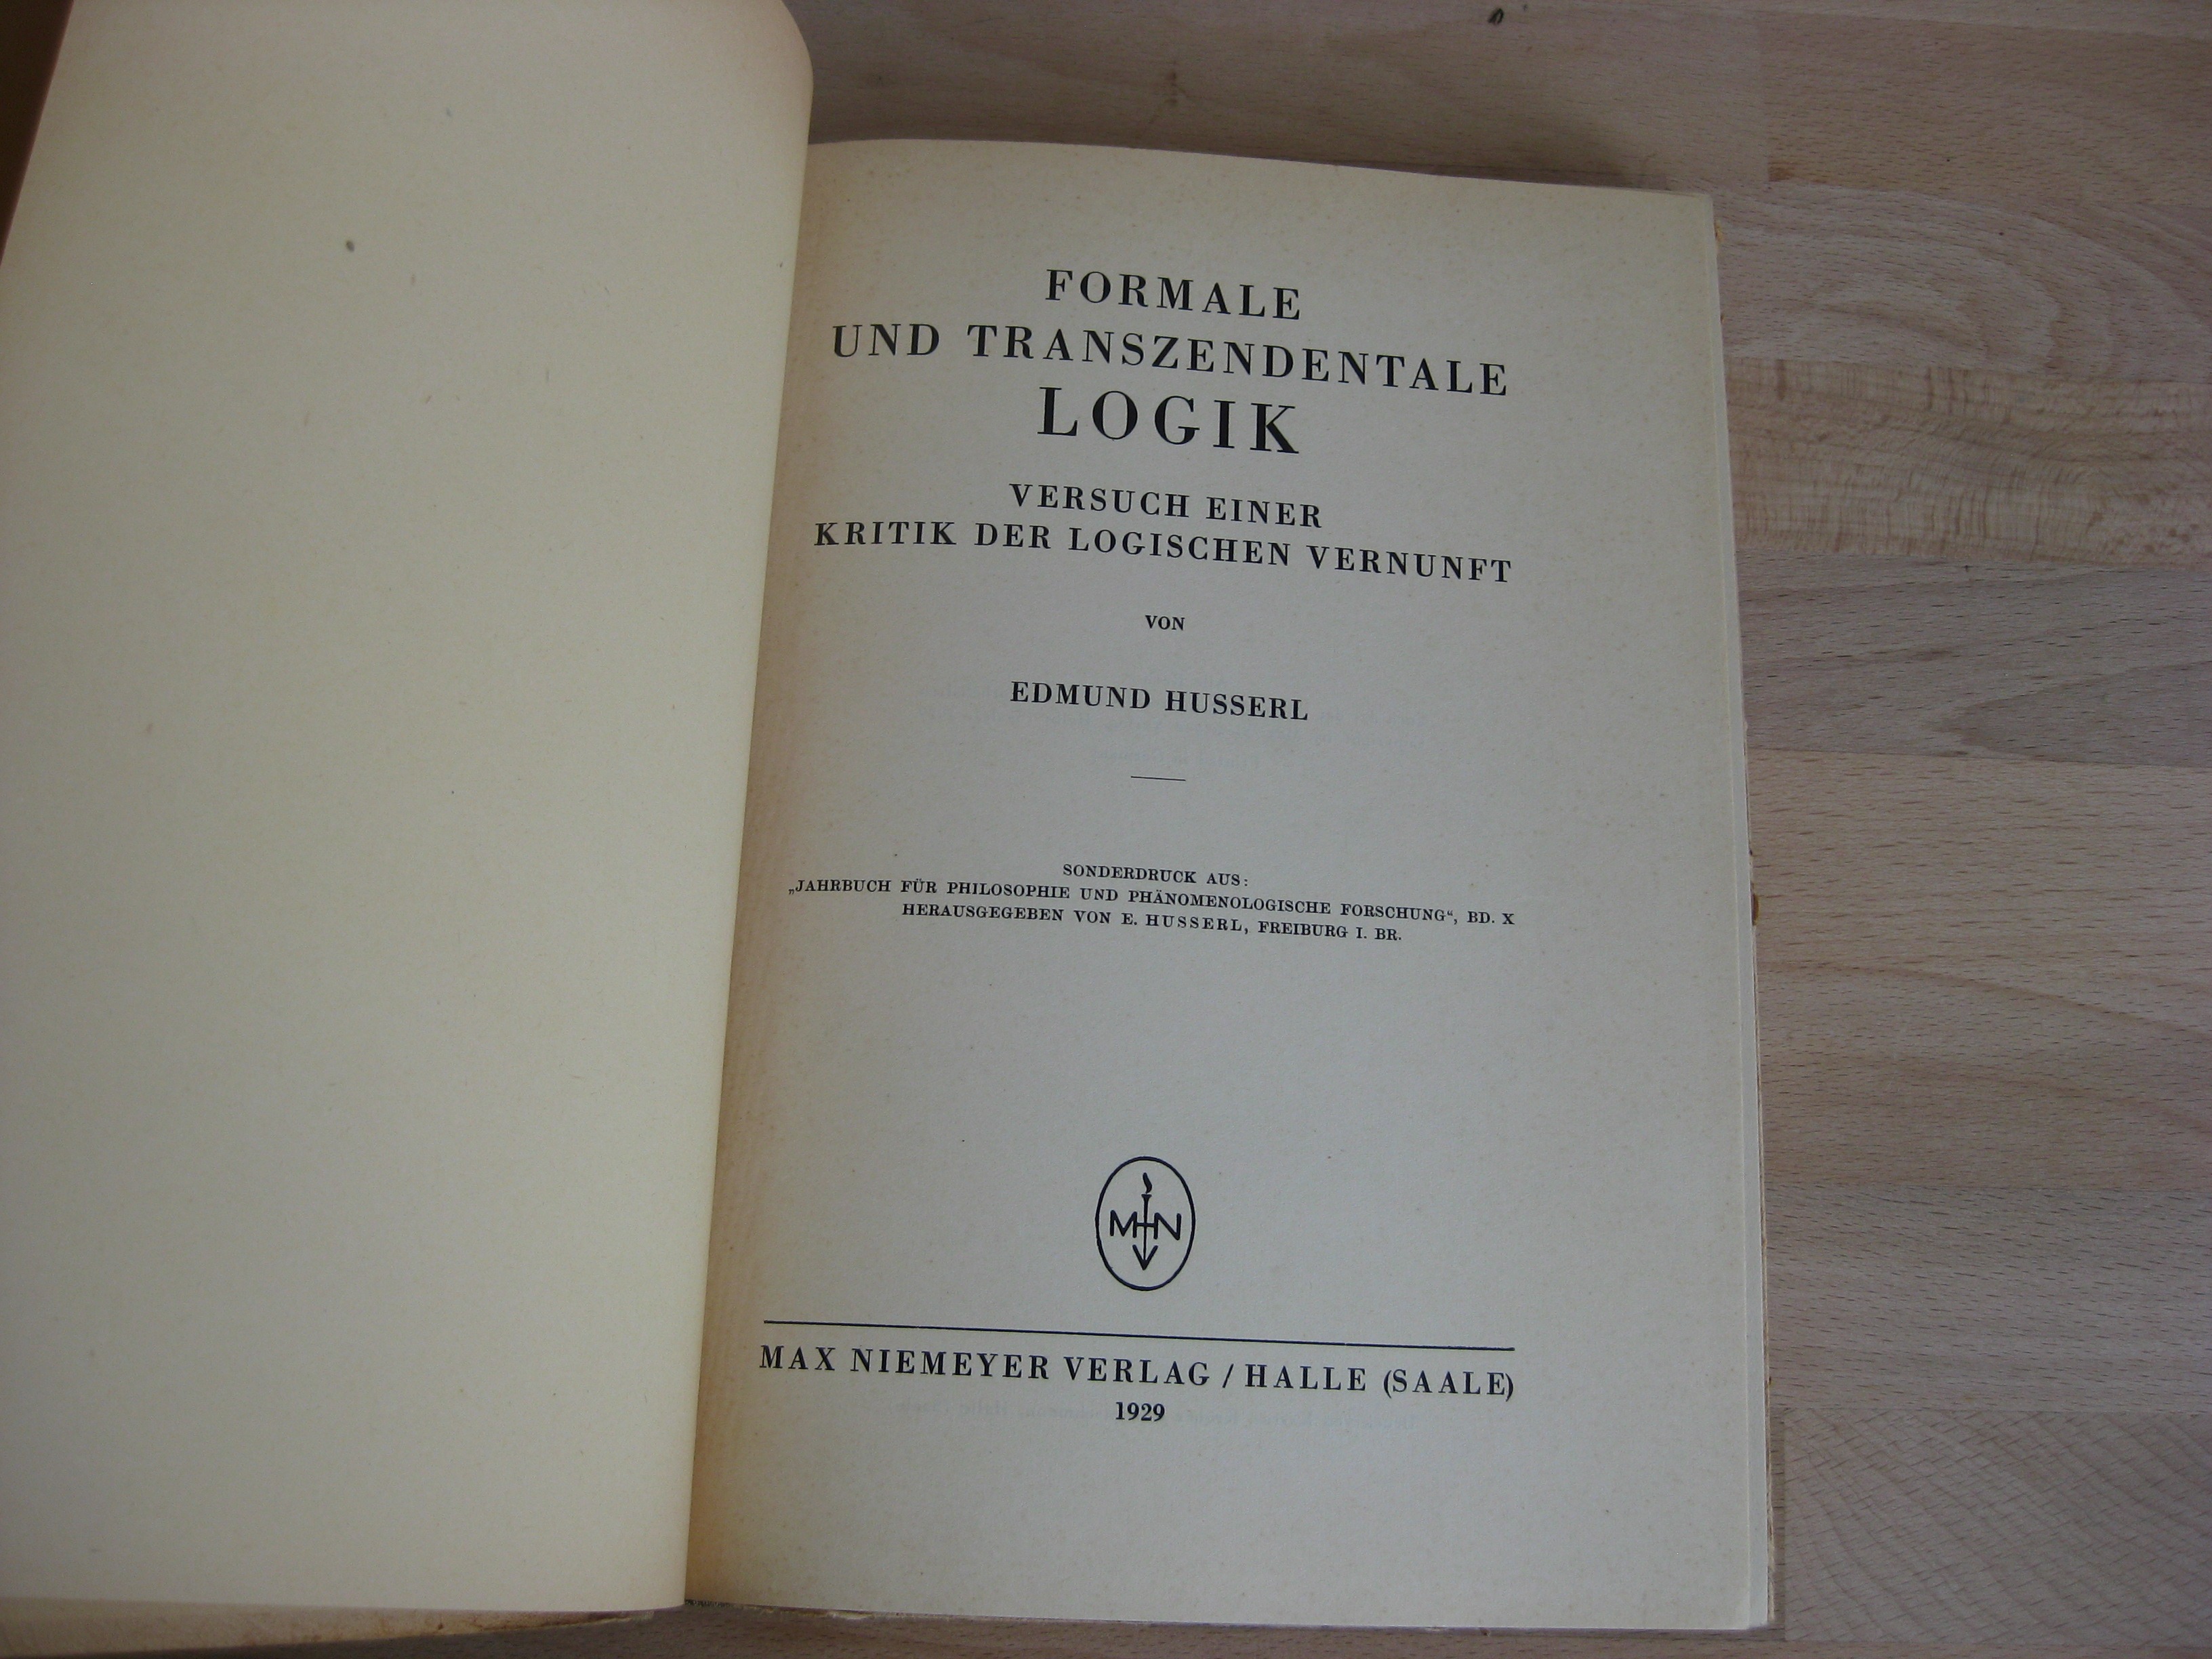 FORMALE
UND TRANSZENDENTALE
LOGIK
VERSUCH EINER
KRITIK DER LOGISCHEN VERNUNFT
VON
EDMUND HUSSERL
SONDERDRUCK AUS:
„JAHRBUCH FÜR PHILOSOPHIE UND PHÄNOMENOLOGISCHE FORSCHUNG“, BD. X
HERAUSGEGEBEN VON E. HUSSERL, FREIBURG I. BR.
M N
MAX NIEMEYER VERLAG / HALLE (SAALE)
1929